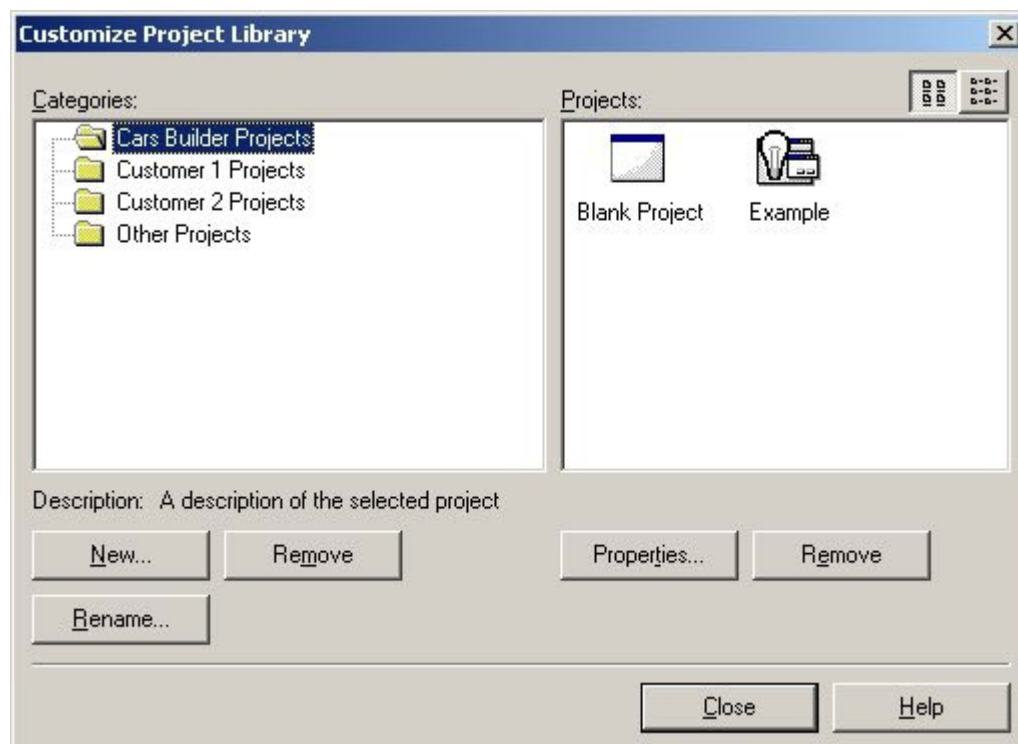 Customize Project Library
Categories:
Projects:
Cars Builder Projects
Customer 1 Projects
Customer 2 Projects
Other Projects
Blank Project
Example
Description: A description of the selected project
New...
Remove
Properties...
Remove
Rename...
Close
Help